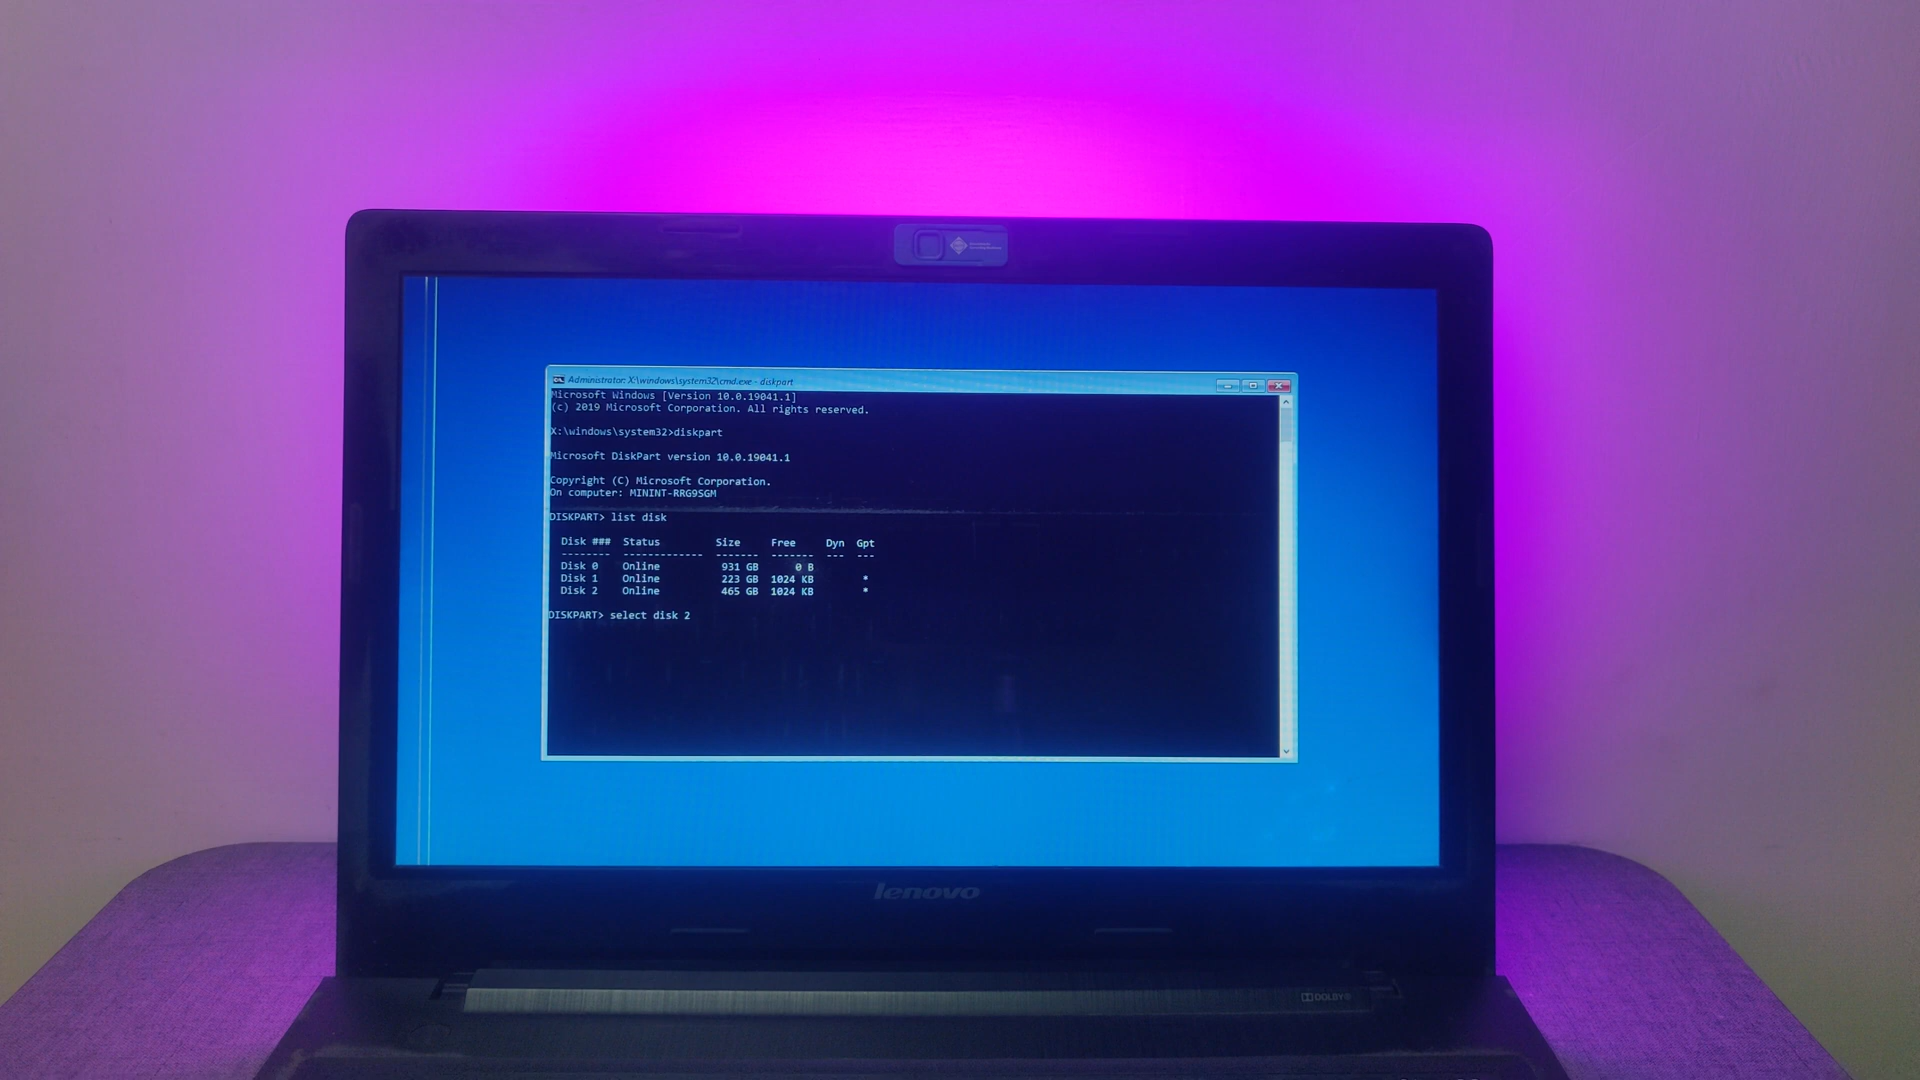 Administrator: X:\windows\system32\cmd.exe - diskpart
Microsoft Windows [Version 10.0.19041.1]
(c) 2019 Microsoft Corporation. All rights reserved.
X:\windows\system32>diskpart
Microsoft DiskPart version 10.0.19041.1
Copyright (C) Microsoft Corporation.
On computer: MININT-RRG9SGM
DISKPART> list disk
Disk ### Status Size Free Dyn Gpt
-------- ------------- ------- ------- --- ---
Disk 0 Online 931 GB 0 B
Disk 1 Online 223 GB 1024 KB *
Disk 2 Online 465 GB 1024 KB *
DISKPART> select disk 2
lenovo
DOLBY®